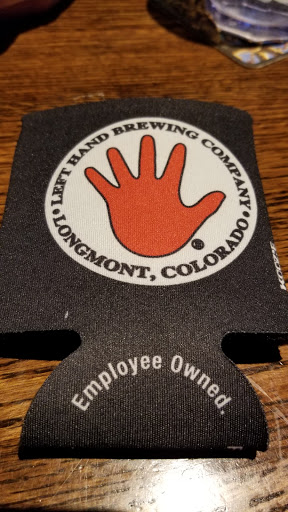 LEFT HAND BREWING COMPANY
• LONGMONT, COLORADO •
®
Employee Owned.